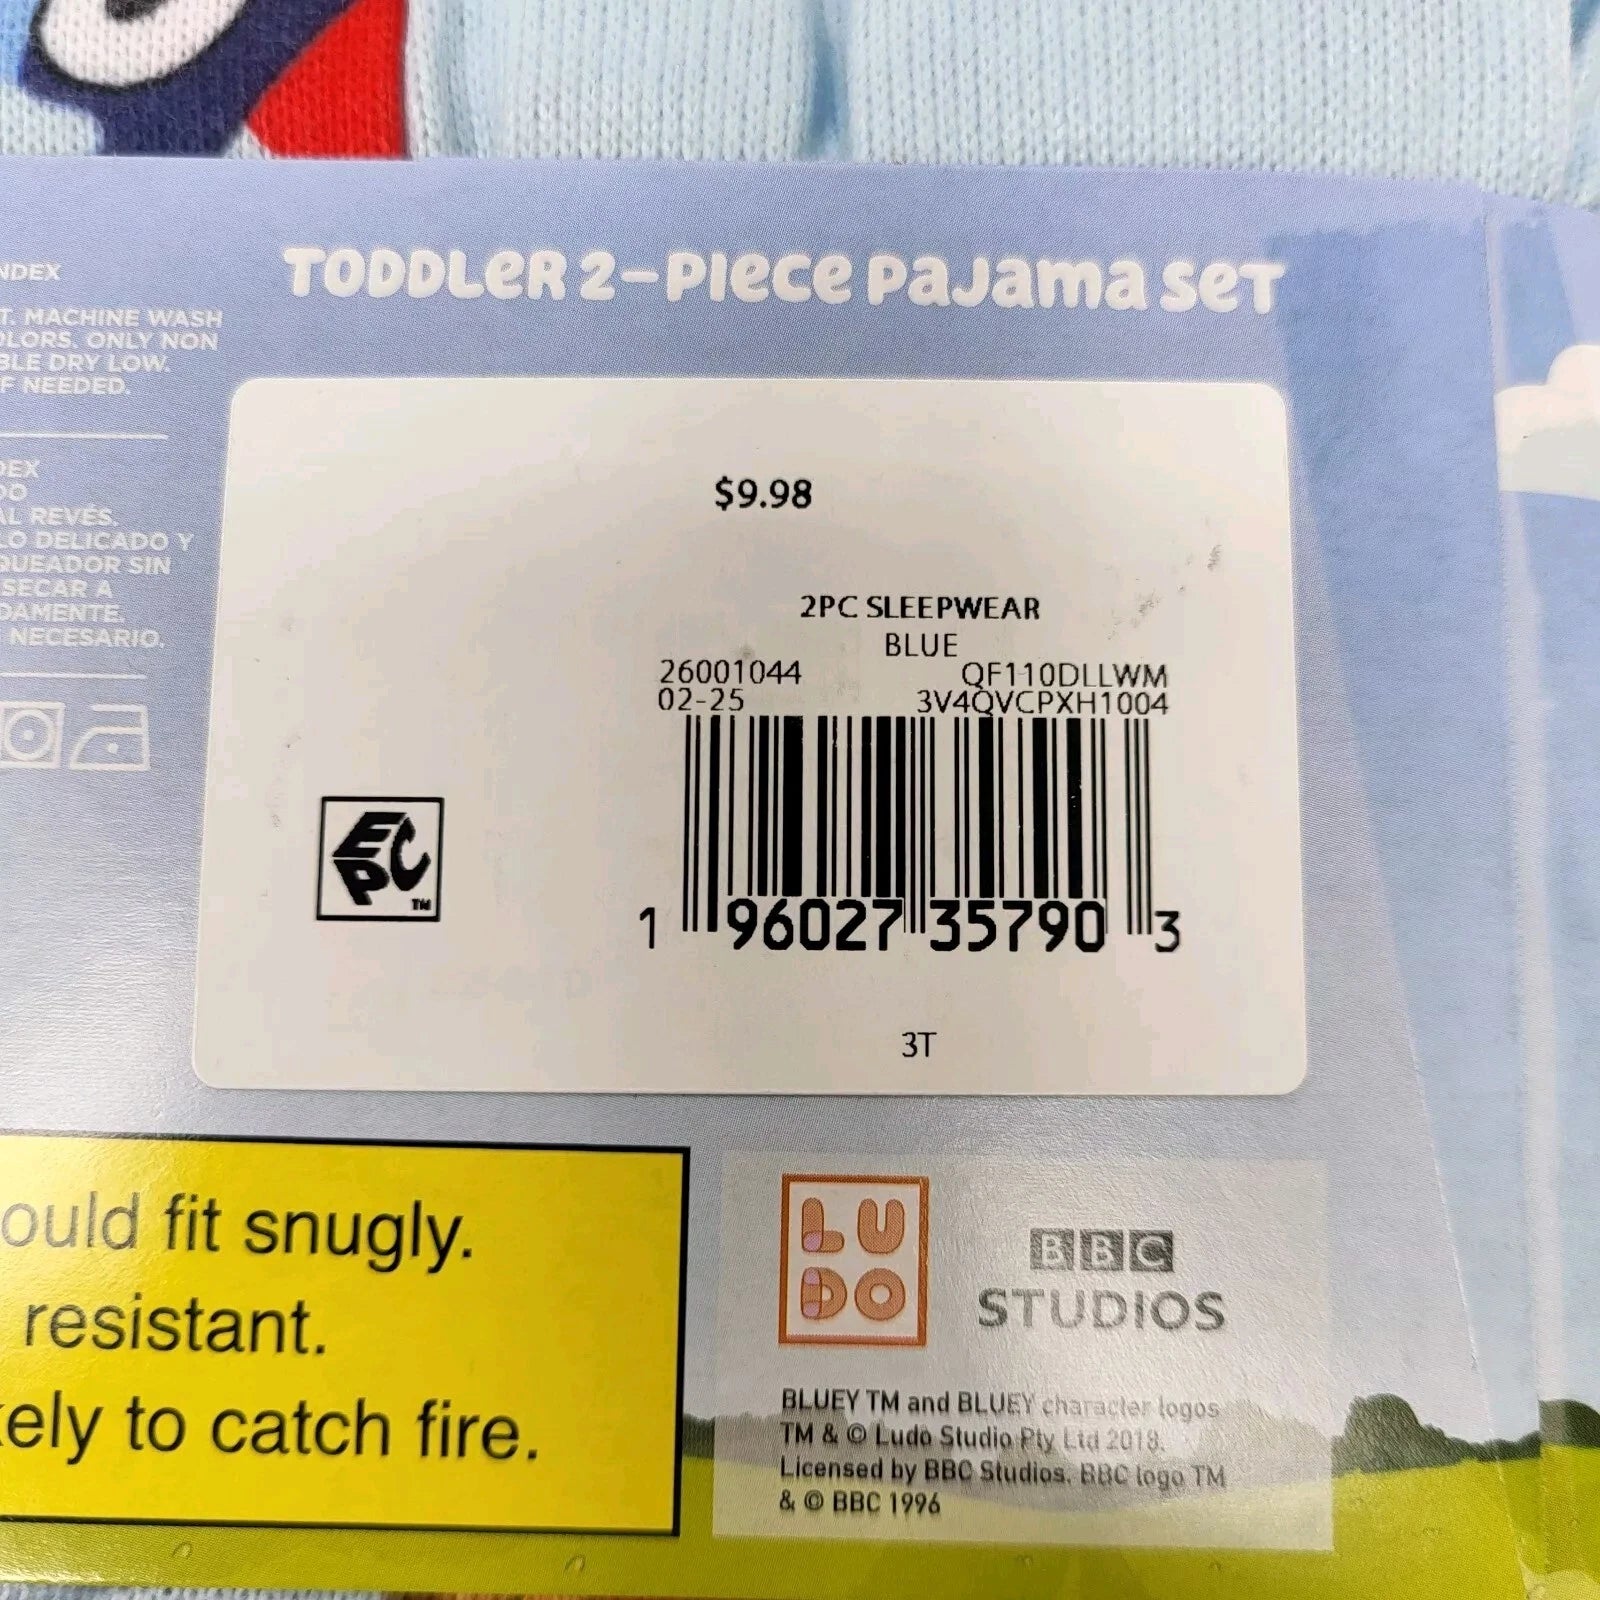 TODDLER 2-PIECE PAJAMA SET
NDEX
T. MACHINE WASH
OLORS. ONLY NON
BLE DRY LOW.
F NEEDED.
DEX
DO
AL REVÉS.
LO DELICADO Y
QUEADOR SIN
SECAR A
DAMENTE.
NECESARIO.
$9.98
2PC SLEEPWEAR
BLUE
26001044 QF110DLLWM
02-25 3V4QVCPXH1004
1 96027 35790 3
EPC TM
3T
ould fit snugly.
resistant.
kely to catch fire.
LUDO
BBC
STUDIOS
BLUEY TM and BLUEY character logos
TM & © Ludo Studio Pty Ltd 2018.
Licensed by BBC Studios. BBC logo TM
& © BBC 1996